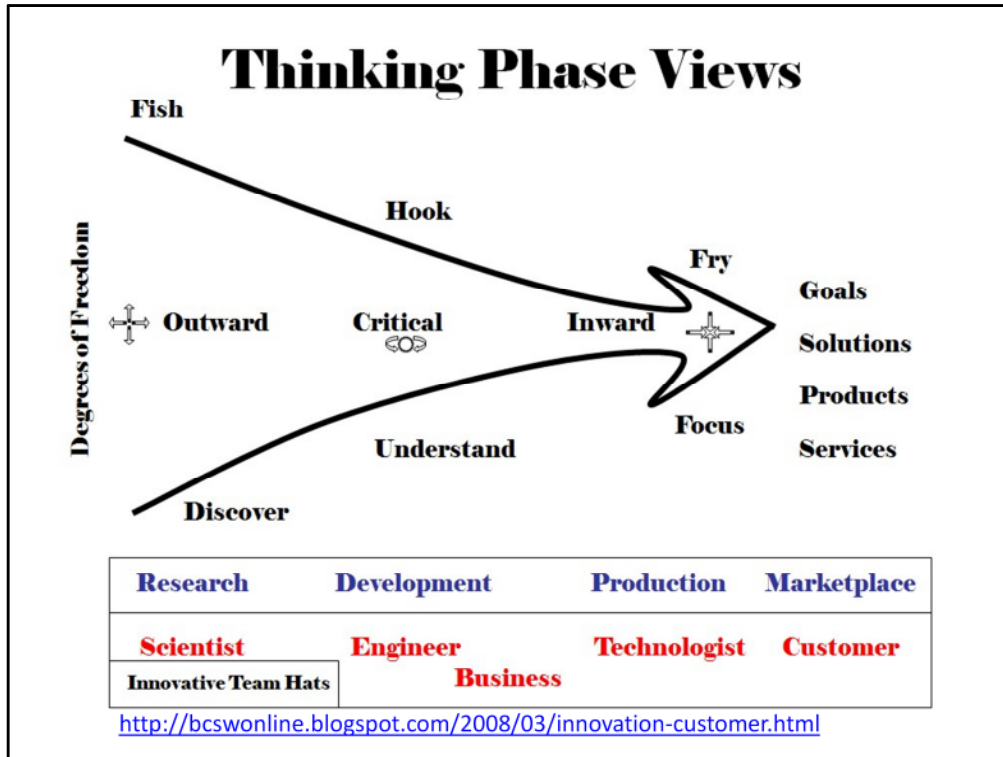 Thinking Phase Views
Fish
Hook
Fry
Degrees of Freedom
Outward
Critical
Inward
Goals
Solutions
Products
Services
Focus
Understand
Discover
Research Development Production Marketplace
Scientist Engineer Technologist Customer
Innovative Team Hats Business
http://bcswonline.blogspot.com/2008/03/innovation-customer.html